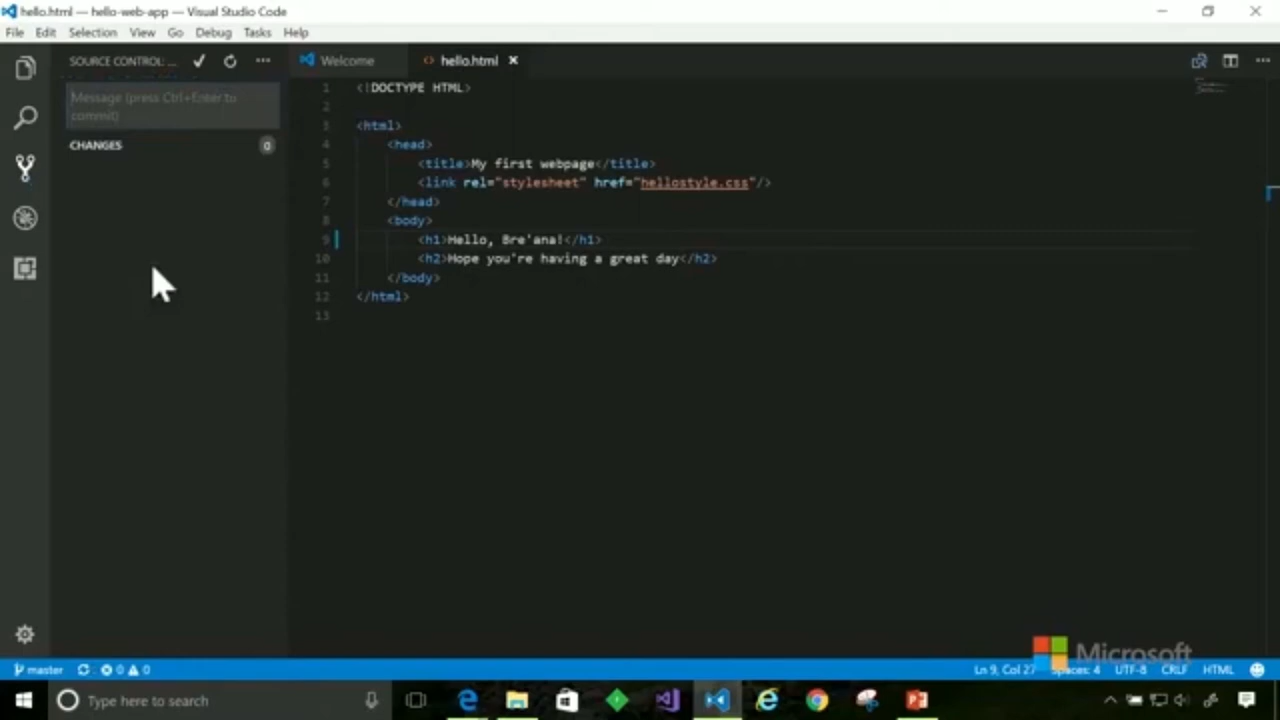 hello.html — hello-web-app — Visual Studio Code
File Edit Selection View Go Debug Tasks Help
SOURCE CONTROL: ...
Message (press Ctrl+Enter to
commit)
CHANGES 0
Welcome hello.html
1 <!DOCTYPE HTML>
2
3 <html>
4 <head>
5 <title>My first webpage</title>
6 <link rel="stylesheet" href="hellostyle.css"/>
7 </head>
8 <body>
9 <h1>Hello, Bre'ana!</h1>
10 <h2>Hope you're having a great day</h2>
11 </body>
12 </html>
13
Microsoft
master 0 0 Ln 9, Col 27 Spaces: 4 UTF-8 CRLF HTML
Type here to search